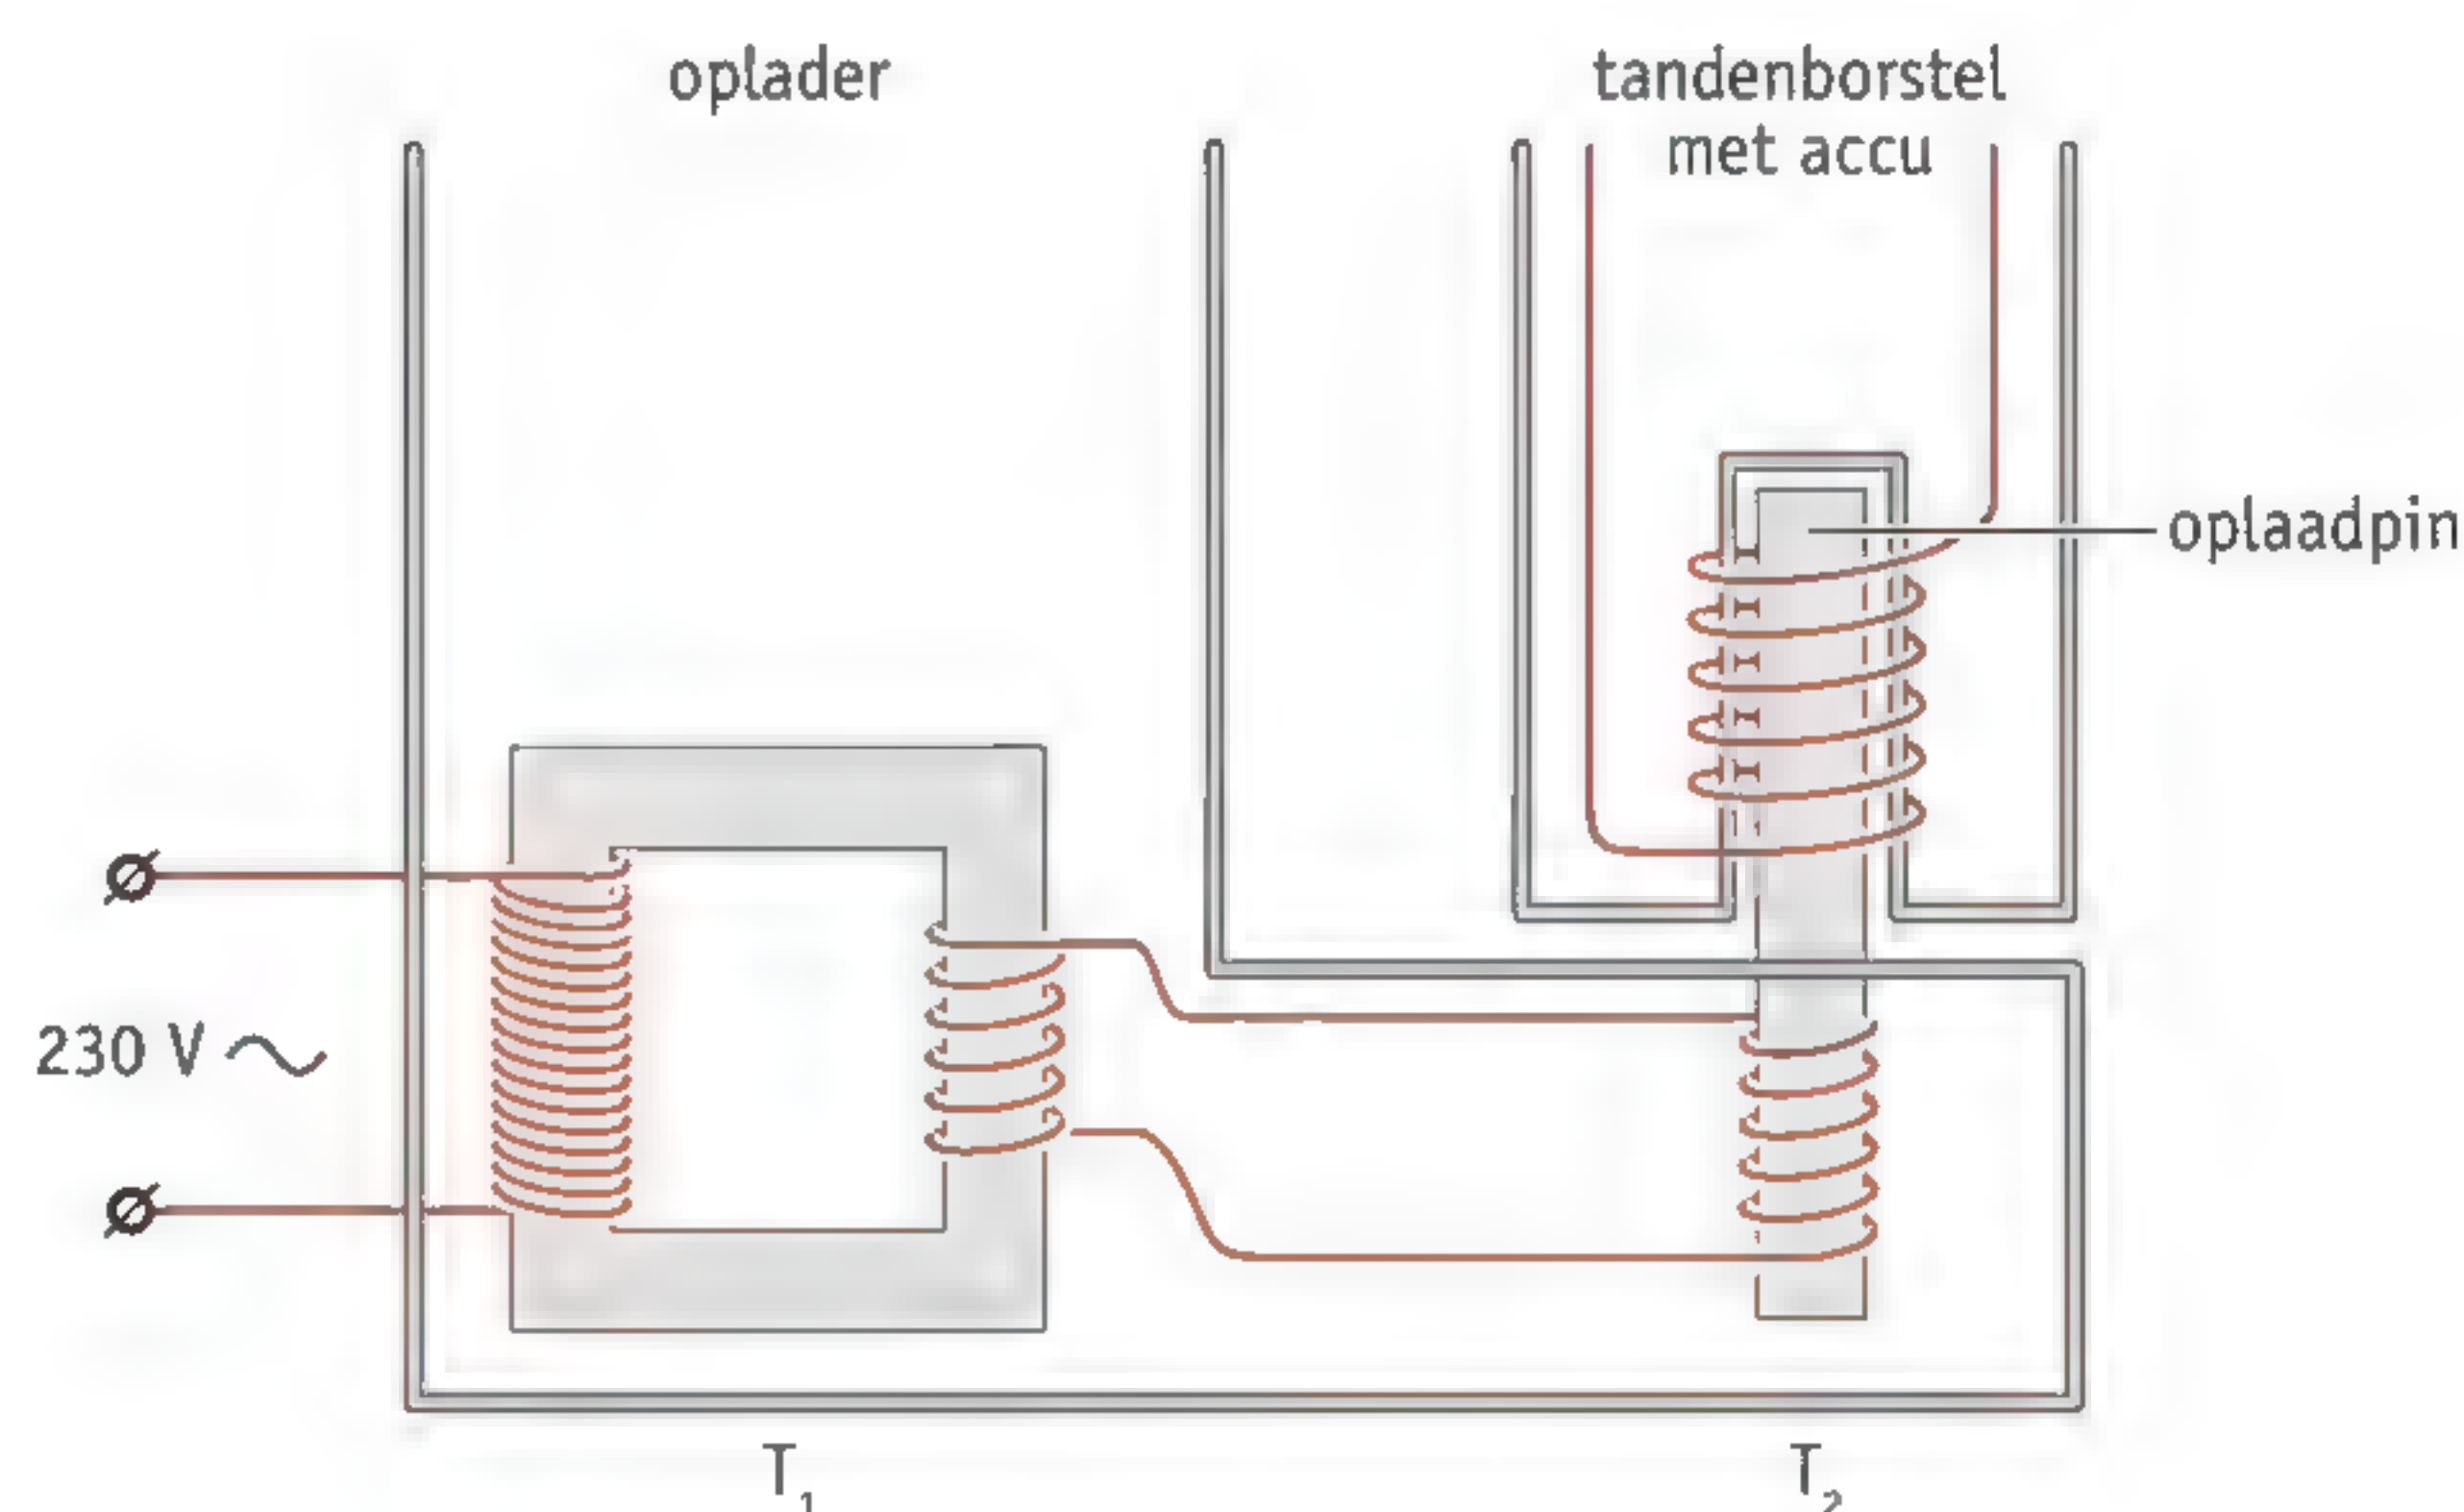 oplader
tandenborstel
met accu
oplaadpin
230 V
T₁
T₂